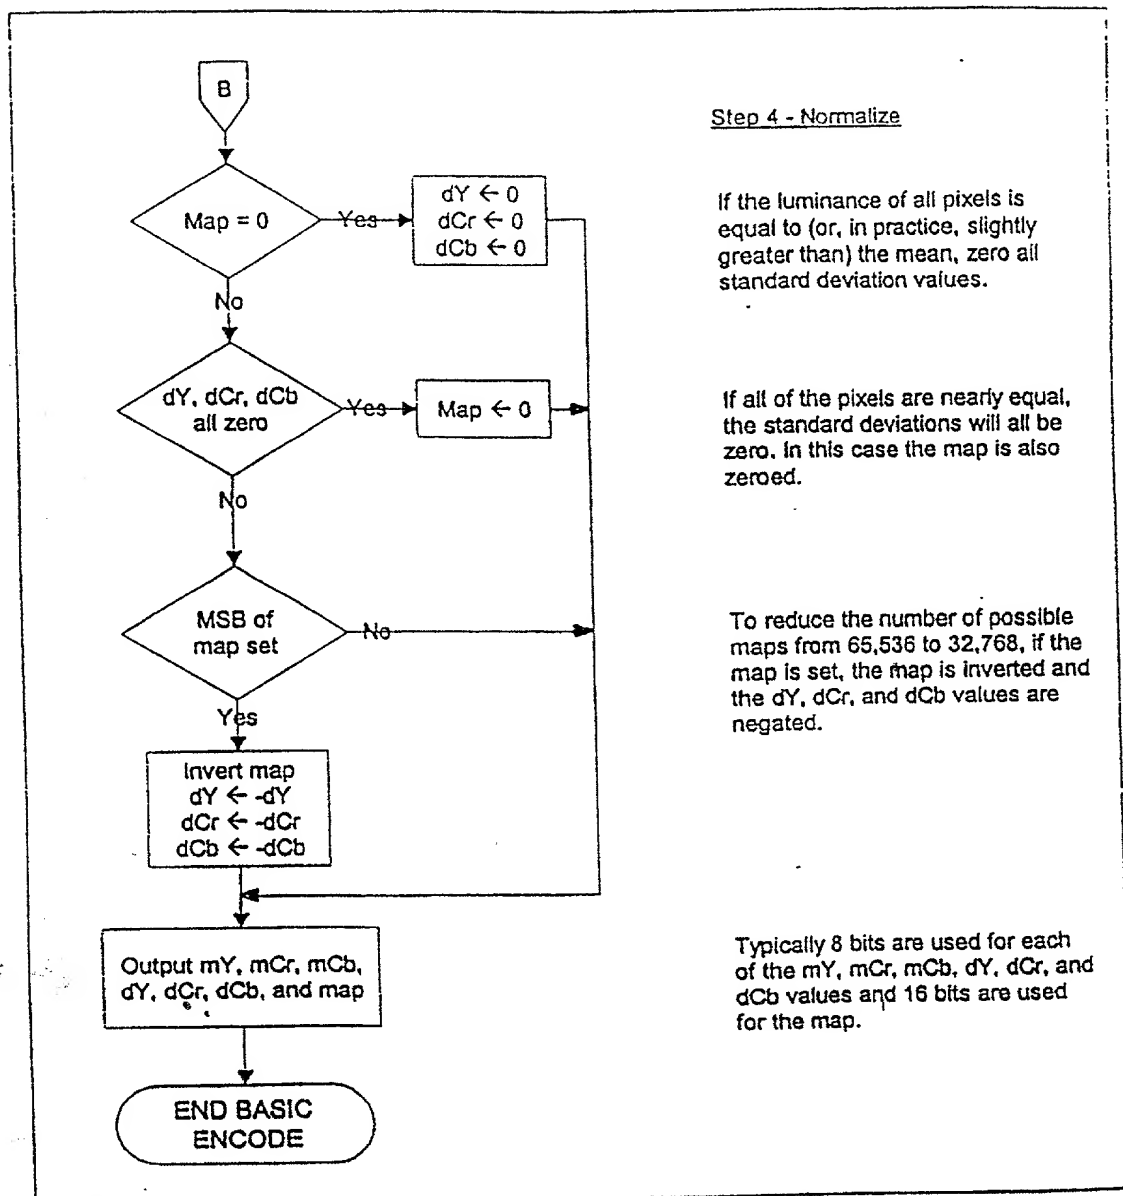 B
Step 4 - Normalize
Map = 0
Yes
dY ← 0
dCr ← 0
dCb ← 0
If the luminance of all pixels is
equal to (or, in practice, slightly
greater than) the mean, zero all
standard deviation values.
No
dY, dCr, dCb
all zero
Yes
Map ← 0
If all of the pixels are nearly equal,
the standard deviations will all be
zero. In this case the map is also
zeroed.
No
MSB of
map set
No
To reduce the number of possible
maps from 65,536 to 32,768, if the
map is set, the map is inverted and
the dY, dCr, and dCb values are
negated.
Yes
Invert map
dY ← -dY
dCr ← -dCr
dCb ← -dCb
Output mY, mCr, mCb,
dY, dCr, dCb, and map
Typically 8 bits are used for each
of the mY, mCr, mCb, dY, dCr, and
dCb values and 16 bits are used
for the map.
END BASIC
ENCODE